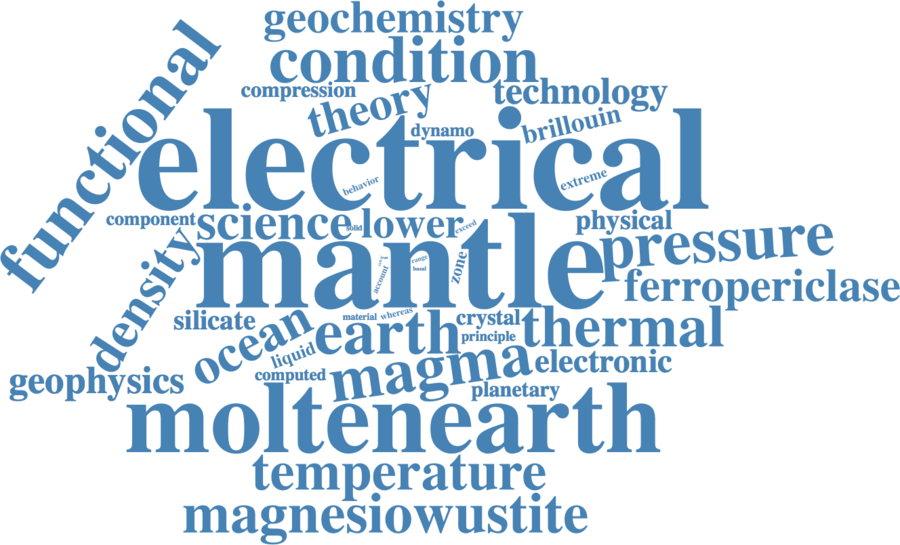 geochemistry
condition
functional
compression
theory
technology
dynamo
brillouin
electrical
behavior
extreme
component
science
solid
lower
exceed
physical
mantle
pressure
density
zone
range
basal
account
ferropericlase
silicate
ocean
material
whereas
earth
crystal
thermal
liquid
principle
geophysics
computed
magma
electronic
planetary
moltenearth
temperature
magnesiowustite